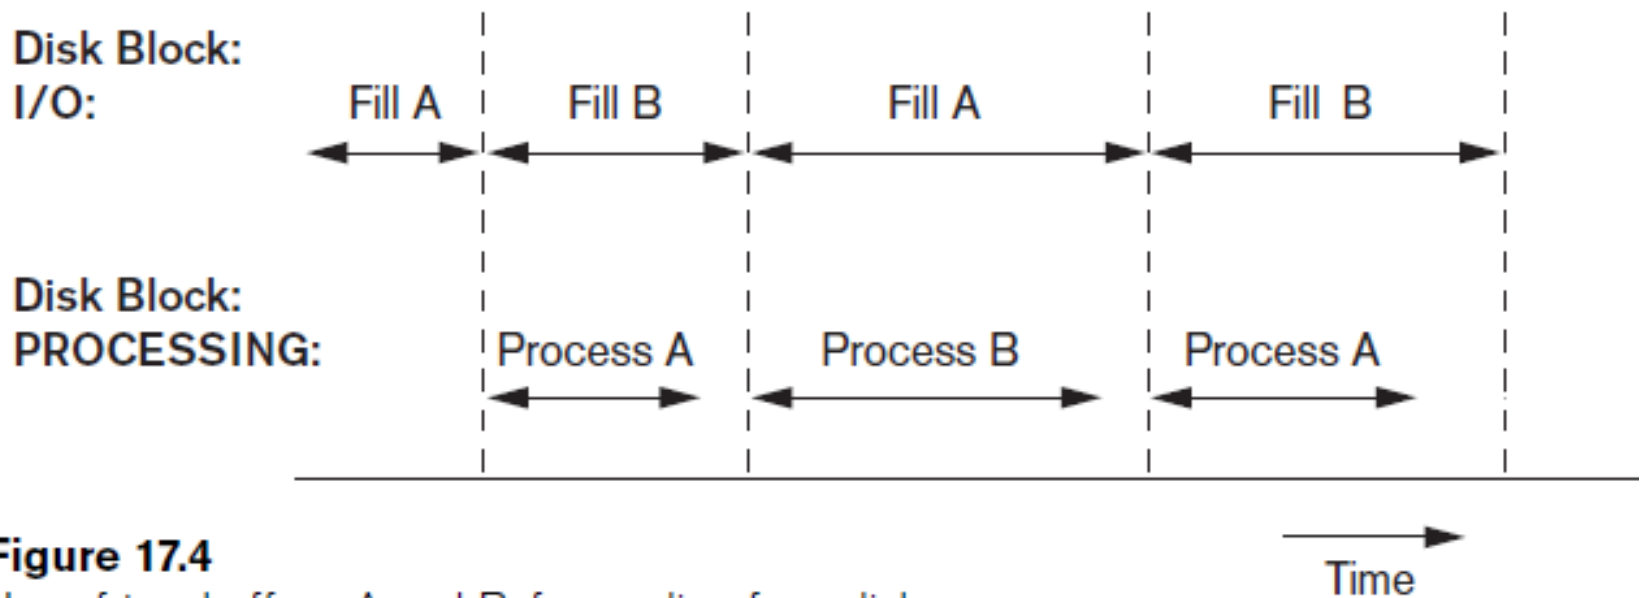 Disk Block:
I/O: Fill A Fill B Fill A Fill B
Disk Block:
PROCESSING: Process A Process B Process A
Figure 17.4
Time